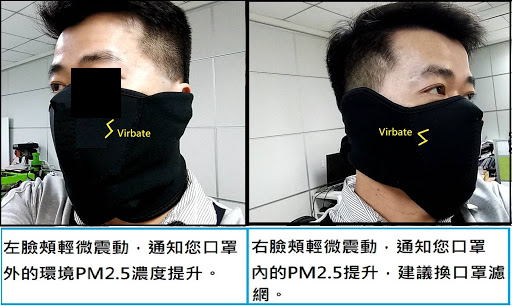 Virbate
Virbate
左臉頰輕微震動，通知您口罩
外的環境PM2.5濃度提升。
右臉頰輕微震動，通知您口罩
內的PM2.5提升，建議換口罩濾
網。